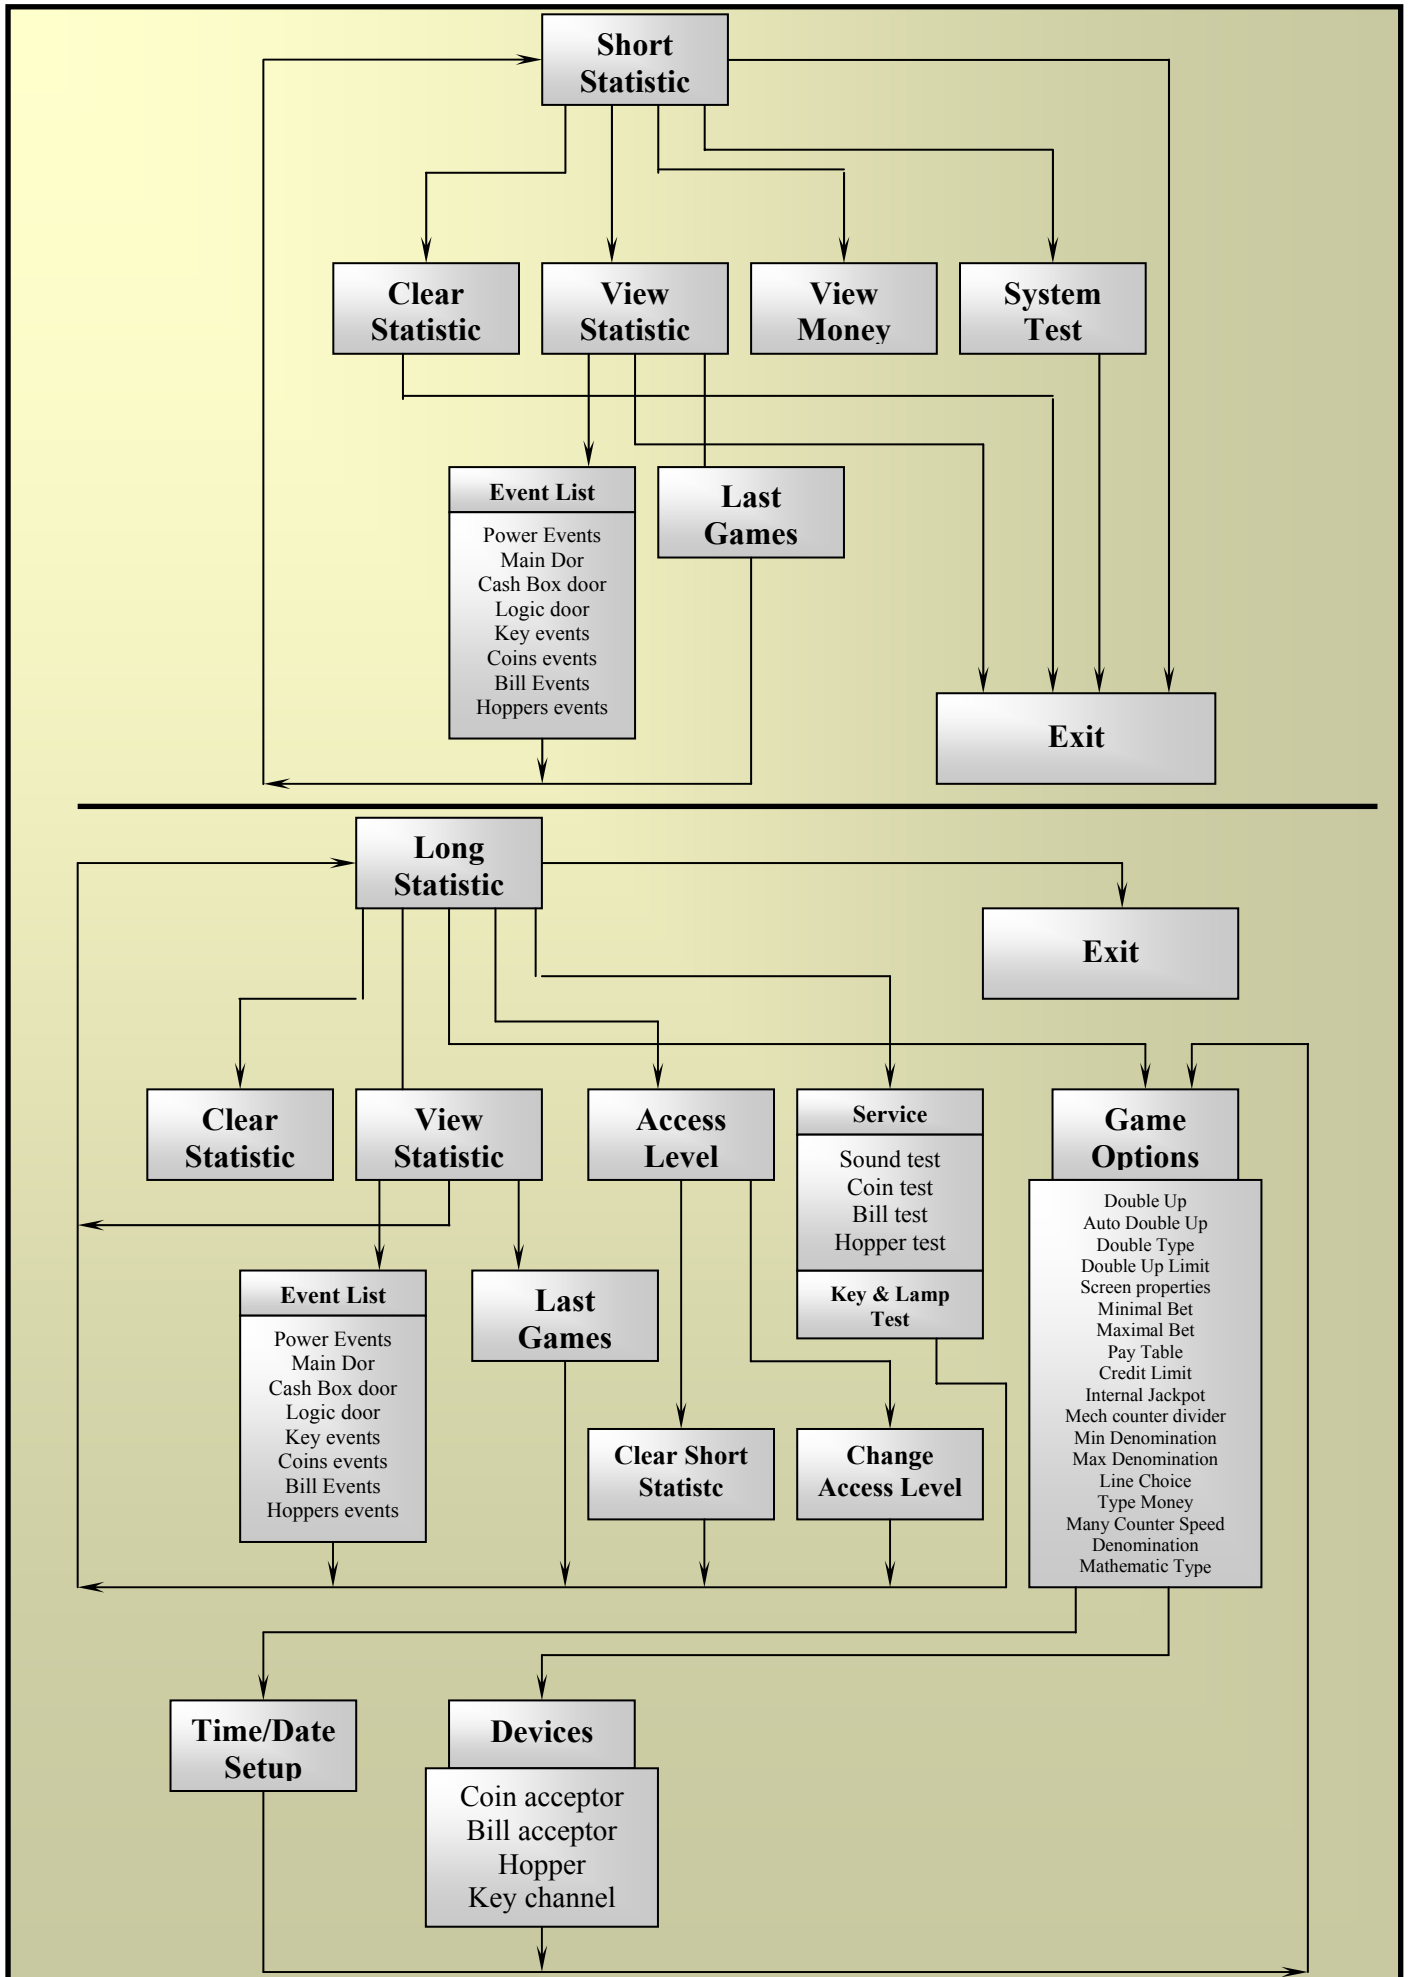 Short
Statistic
Clear
Statistic
View
Statistic
View
Money
System
Test
Event List
Power Events
Main Dor
Cash Box door
Logic door
Key events
Coins events
Bill Events
Hoppers events
Last
Games
Exit
Long
Statistic
Exit
Clear
Statistic
View
Statistic
Access
Level
Service
Sound test
Coin test
Bill test
Hopper test
Key & Lamp
Test
Game
Options
Double Up
Auto Double Up
Double Type
Double Up Limit
Screen properties
Minimal Bet
Maximal Bet
Pay Table
Credit Limit
Internal Jackpot
Mech counter divider
Min Denomination
Max Denomination
Line Choice
Type Money
Many Counter Speed
Denomination
Mathematic Type
Event List
Power Events
Main Dor
Cash Box door
Logic door
Key events
Coins events
Bill Events
Hoppers events
Last
Games
Clear Short
Statistc
Change
Access Level
Time/Date
Setup
Devices
Coin acceptor
Bill acceptor
Hopper
Key channel